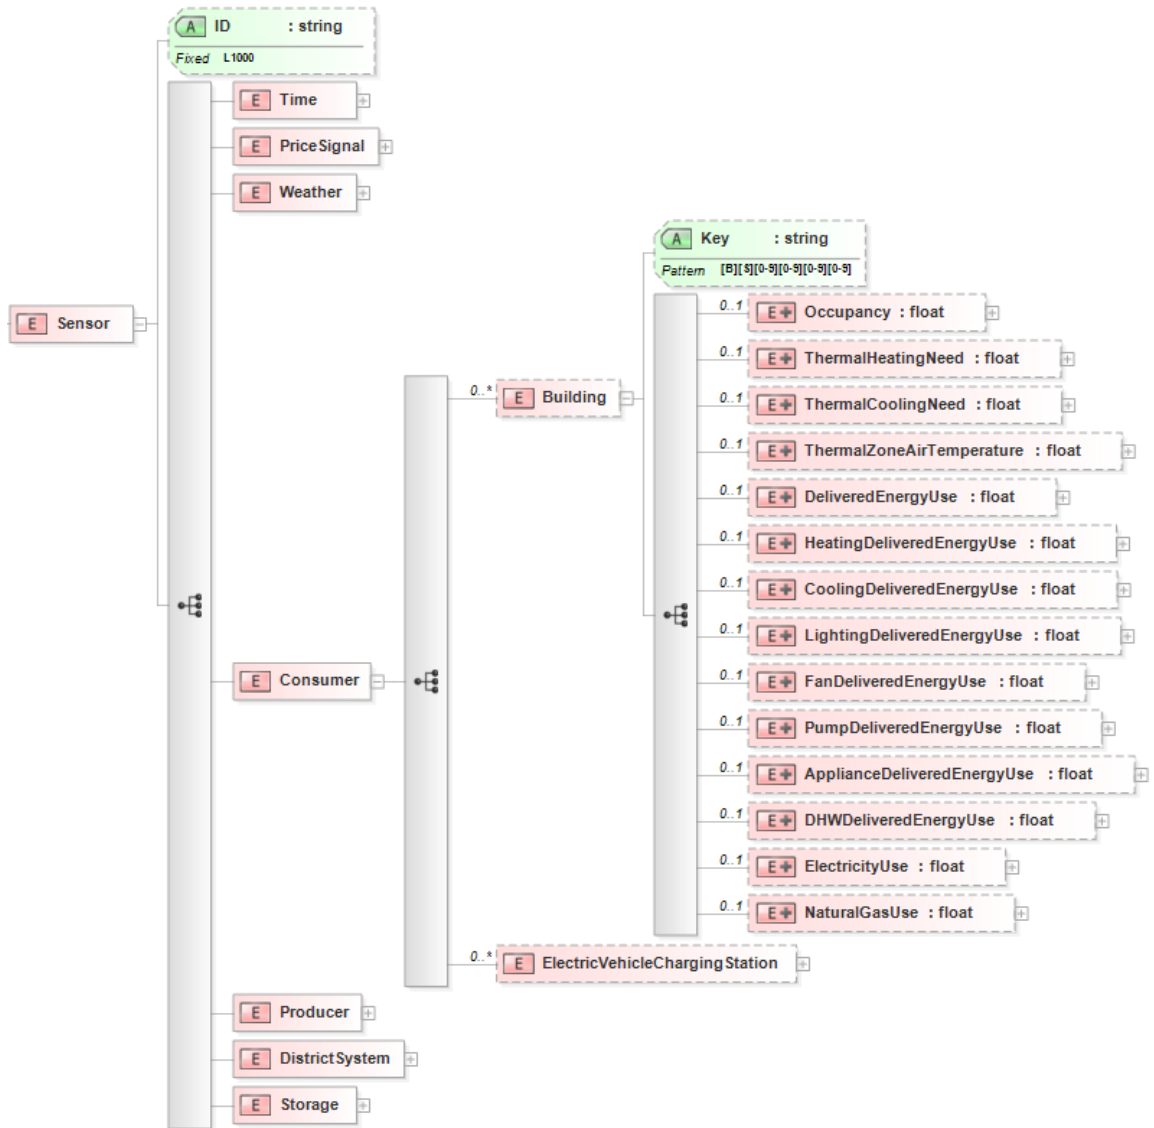 A ID : string
Fixed L1000
E Time
E PriceSignal
E Weather
A Key : string
Pattern [B][S][0-9][0-9][0-9][0-9]
E Sensor
0..1 E Occupancy : float
0..1 E ThermalHeatingNeed : float
0..* E Building
0..1 E ThermalCoolingNeed : float
0..1 E ThermalZoneAirTemperature : float
0..1 E DeliveredEnergyUse : float
0..1 E HeatingDeliveredEnergyUse : float
0..1 E CoolingDeliveredEnergyUse : float
0..1 E LightingDeliveredEnergyUse : float
E Consumer
0..1 E FanDeliveredEnergyUse : float
0..1 E PumpDeliveredEnergyUse : float
0..1 E ApplianceDeliveredEnergyUse : float
0..1 E DHWDeliveredEnergyUse : float
0..1 E ElectricityUse : float
0..1 E NaturalGasUse : float
0..* E ElectricVehicleChargingStation
E Producer
E DistrictSystem
E Storage